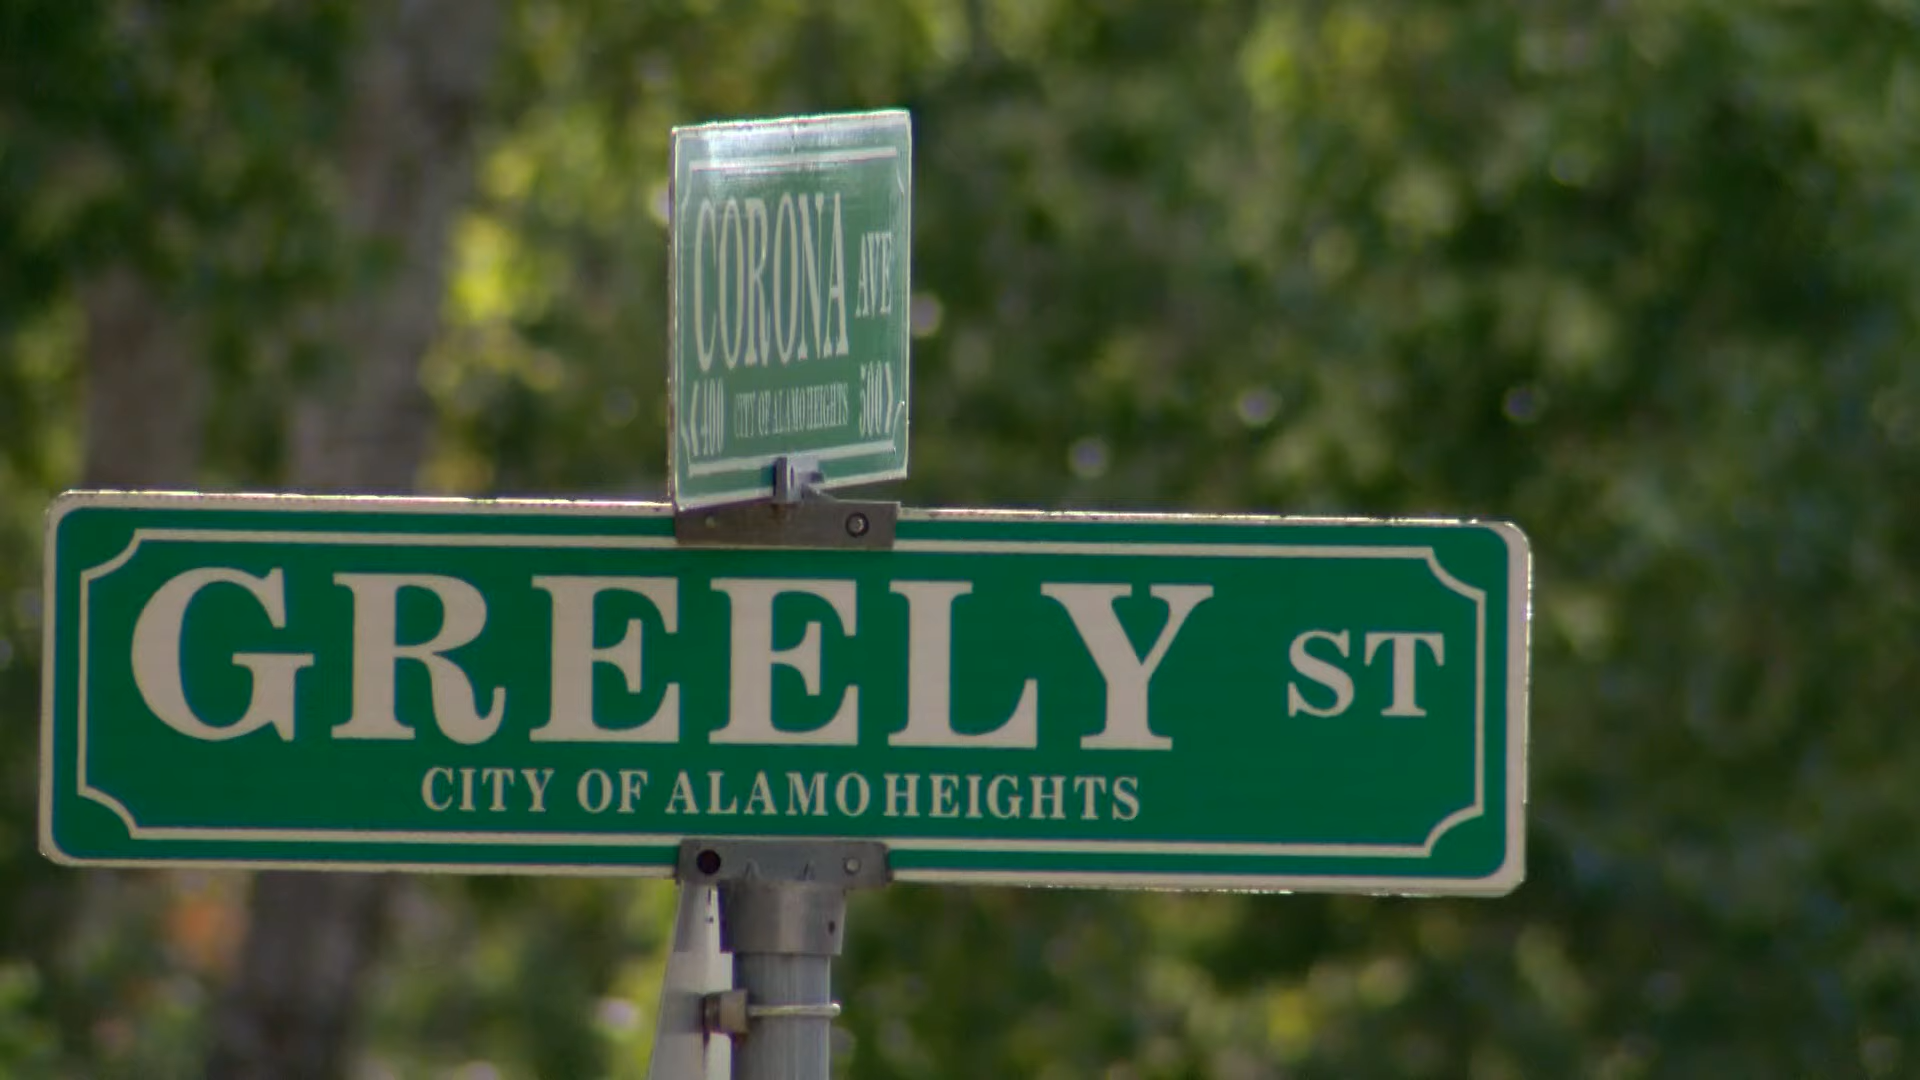 CORONA AVE
400 CITY OF ALAMO HEIGHTS 500
GREELY ST
CITY OF ALAMO HEIGHTS